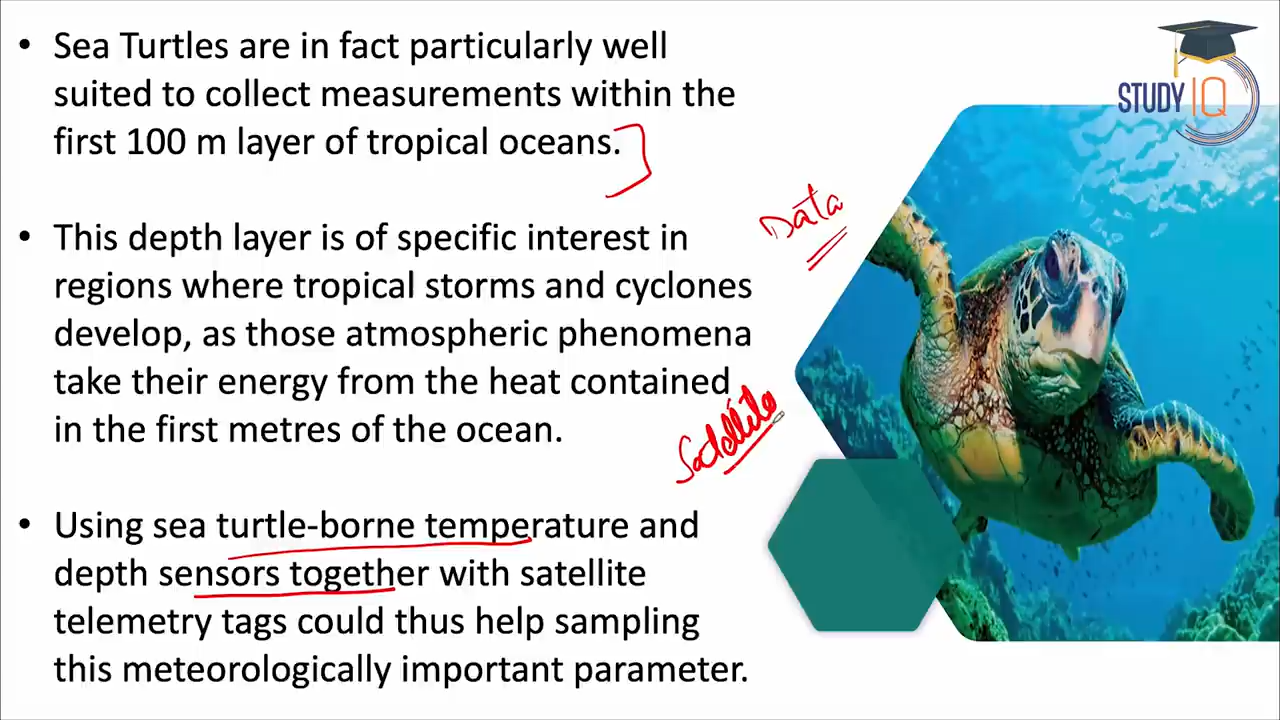 • Sea Turtles are in fact particularly well
suited to collect measurements within the
first 100 m layer of tropical oceans.
• This depth layer is of specific interest in
regions where tropical storms and cyclones
develop, as those atmospheric phenomena
take their energy from the heat contained
in the first metres of the ocean.
• Using sea turtle-borne temperature and
depth sensors together with satellite
telemetry tags could thus help sampling
this meteorologically important parameter.
Data
Satellite
STUDY IQ